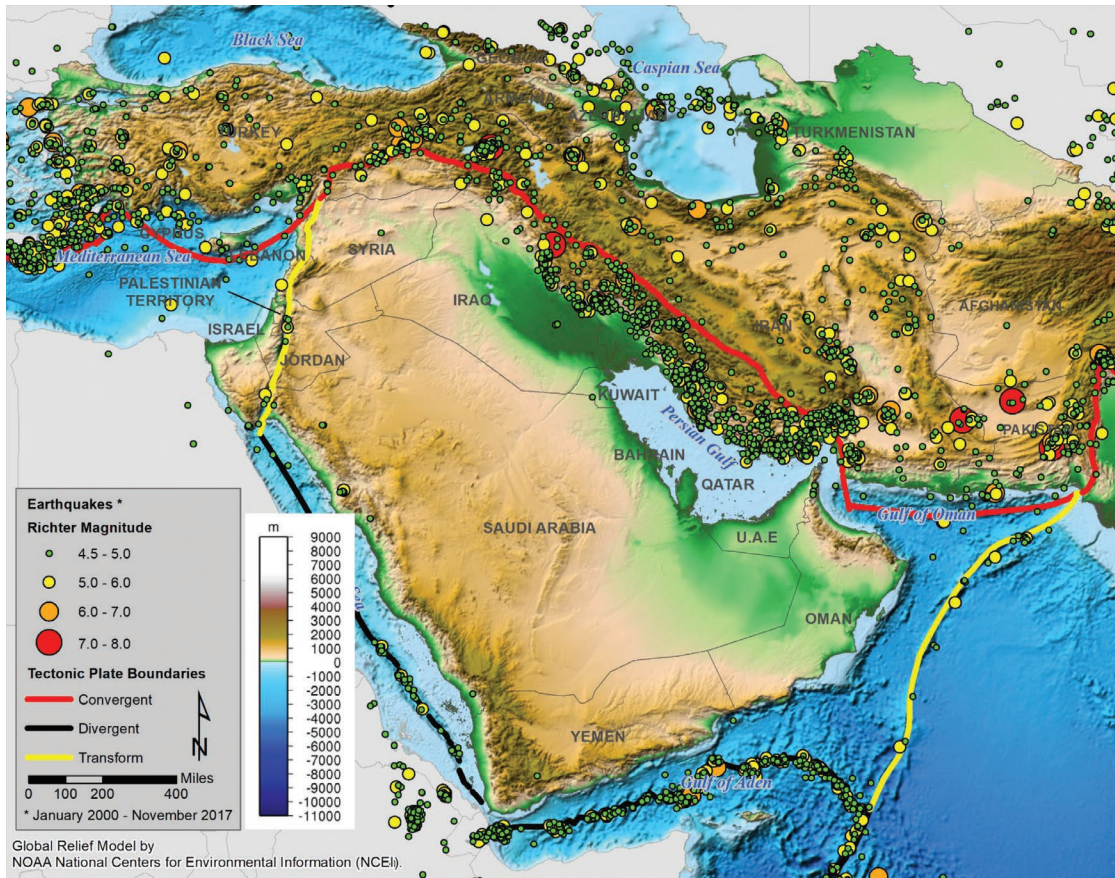 Black Sea
GEORGIA
Caspian Sea
ARMENIA
AZERBAIJAN
TURKEY
TURKMENISTAN
CYPRUS
Mediterranean Sea
LEBANON
SYRIA
PALESTINIAN
TERRITORY
IRAQ
IRAN
AFGHANISTAN
ISRAEL
JORDAN
KUWAIT
Persian Gulf
PAKISTAN
BAHRAIN
QATAR
Gulf of Oman
SAUDI ARABIA
U.A.E
OMAN
Sea
YEMEN
Gulf of Aden
Earthquakes *
Richter Magnitude
4.5 - 5.0
5.0 - 6.0
6.0 - 7.0
7.0 - 8.0
Tectonic Plate Boundaries
Convergent
Divergent
Transform
N
Miles
0 100 200 400
* January 2000 - November 2017
m
9000
8000
7000
6000
5000
4000
3000
2000
1000
0
-1000
-2000
-3000
-4000
-5000
-6000
-7000
-8000
-9000
-10000
-11000
Global Relief Model by
NOAA National Centers for Environmental Information (NCEI).